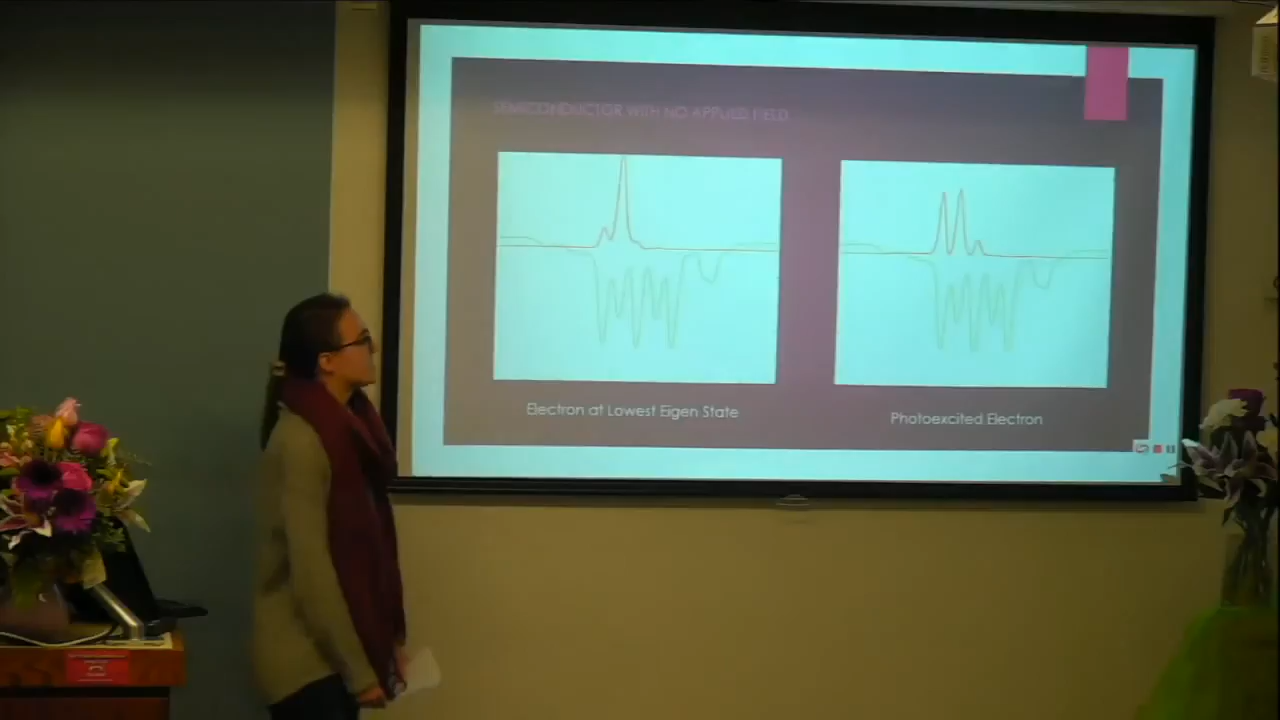 SEMICONDUCTOR WITH NO APPLIED FIELD
Electron at Lowest Eigen State
Photoexcited Electron